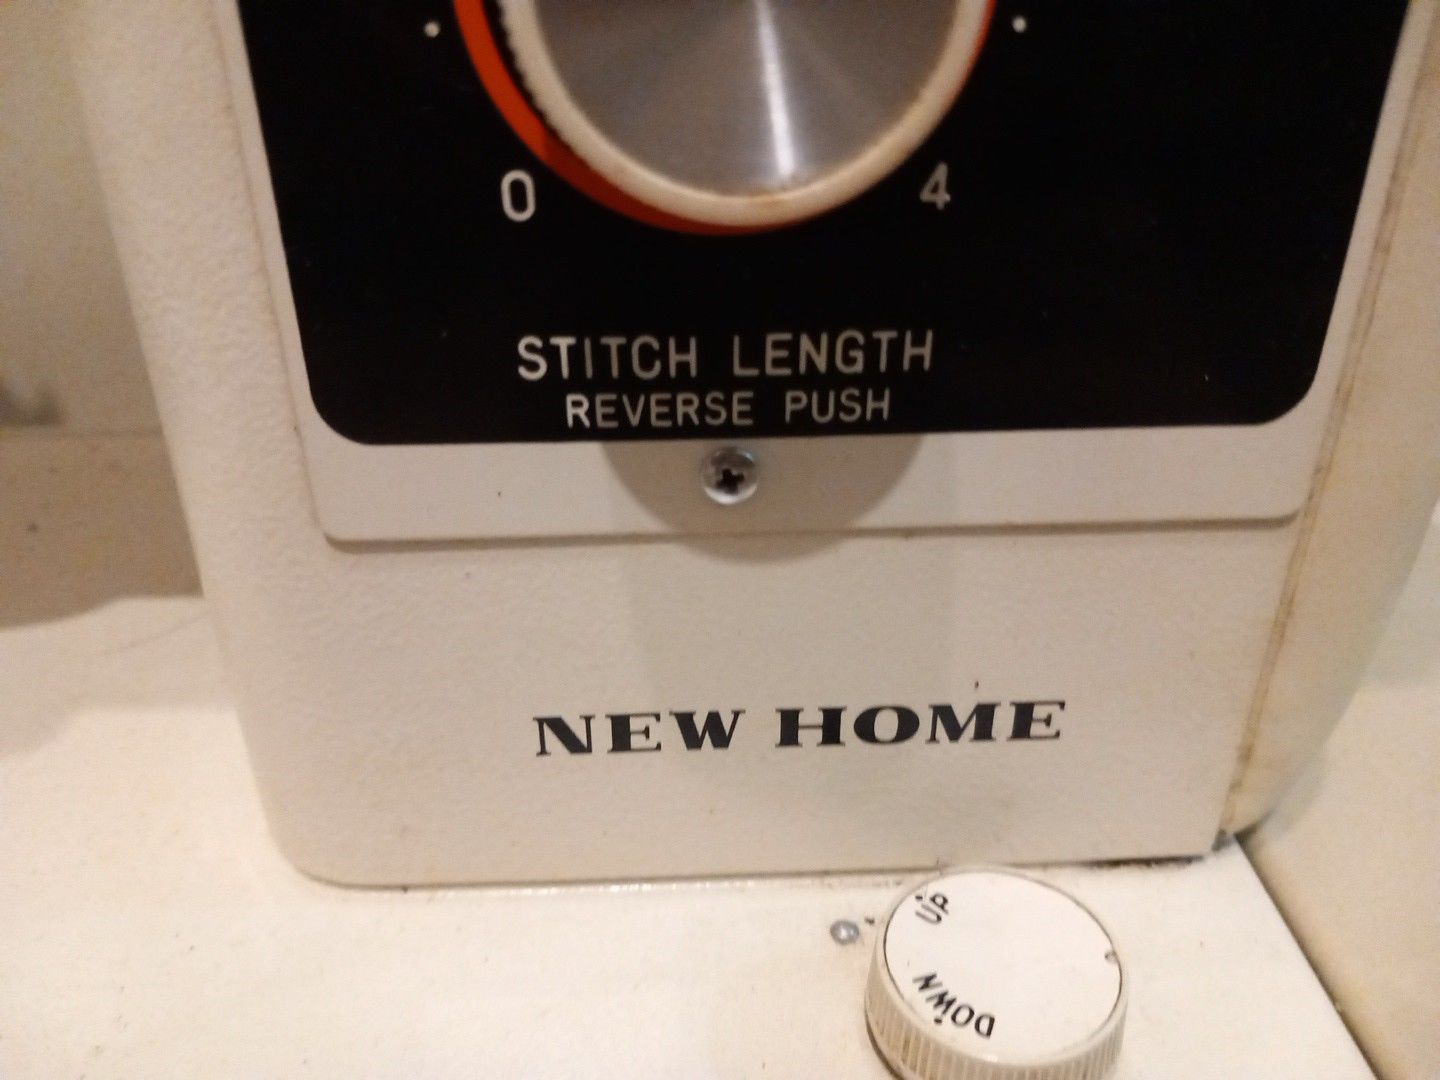 0 4
STITCH LENGTH
REVERSE PUSH
NEW HOME
UP
DOWN